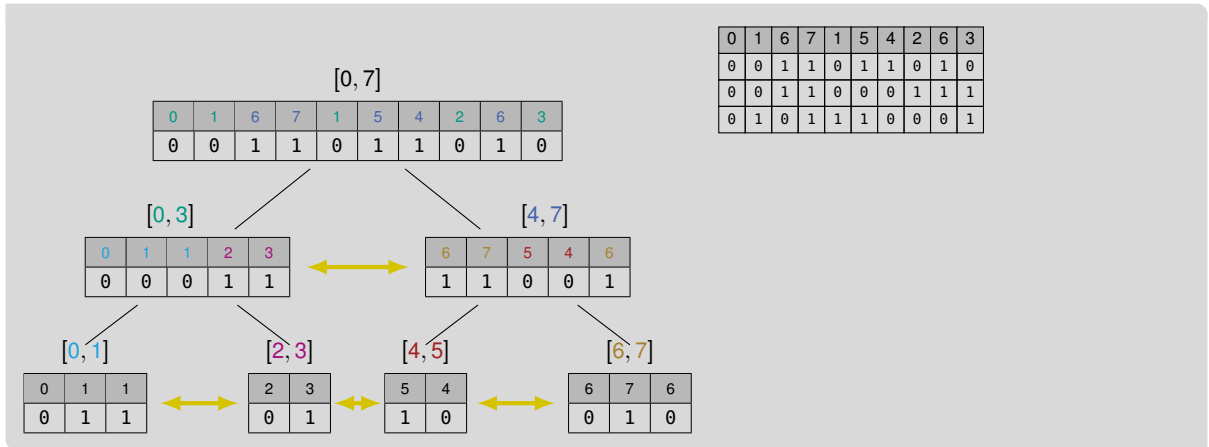 [0, 7]
0 1 6 7 1 5 4 2 6 3
0 0 1 1 0 1 1 0 1 0
[0, 3] [4, 7]
0 1 1 2 3 6 7 5 4 6
0 0 0 1 1 1 1 0 0 1
[0, 1] [2, 3] [4, 5] [6, 7]
0 1 1 2 3 5 4 6 7 6
0 1 1 0 1 1 0 0 1 0
0 1 6 7 1 5 4 2 6 3
0 0 1 1 0 1 1 0 1 0
0 0 1 1 0 0 0 1 1 1
0 1 0 1 1 1 0 0 0 1